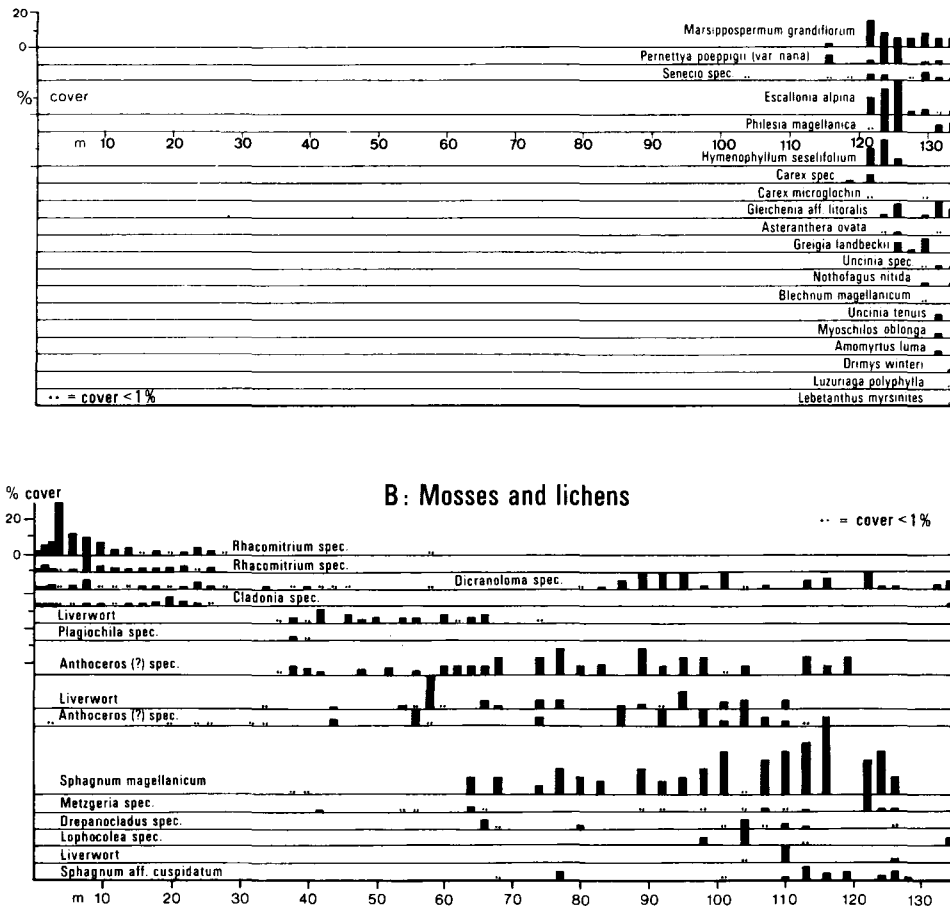 20
Marsippospermum grandiflorum
0
Pernettya poeppigii (var. nana)
Senecio spec.
% cover
Escallonia alpina
Philesia magellanica
m 10 20 30 40 50 60 70 80 90 100 110 120 130
Hymenophyllum seselifolium
Carex spec.
Carex microglochin
Gleichenia aff. litoralis
Asteranthera ovata
Greigia landbeckii
Uncinia spec.
Nothofagus nitida
Blechnum magellanicum
Uncinia tenuis
Myoschilos oblonga
Amomyrtus luma
Drimys winteri
Luzuriaga polyphylla
•• = cover <1% Lebetanthus myrsinites
% cover
B: Mosses and lichens
20
•• = cover <1%
0 Rhacomitrium spec.
Rhacomitrium spec.
Dicranoloma spec.
Cladonia spec.
Liverwort
Plagiochila spec.
Anthoceros (?) spec.
Liverwort
Anthoceros (?) spec.
Sphagnum magellanicum
Metzgeria spec.
Drepanocladus spec.
Lophocolea spec.
Liverwort
Sphagnum aff. cuspidatum
m 10 20 30 40 50 60 70 80 90 100 110 120 130